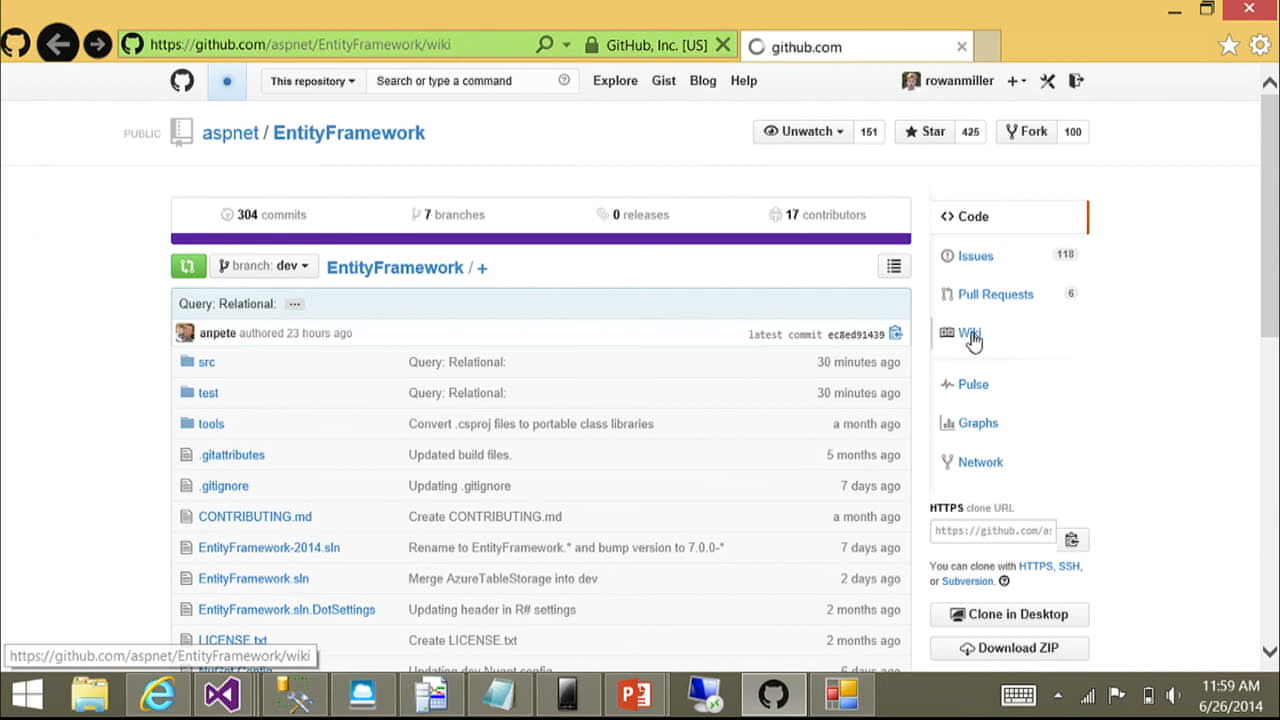 https://github.com/aspnet/EntityFramework/wiki
GitHub, Inc. [US]
github.com
This repository
Search or type a command
Explore Gist Blog Help
rowanmiller
PUBLIC aspnet / EntityFramework
Unwatch 151 Star 425 Fork 100
304 commits 7 branches 0 releases 17 contributors
branch: dev EntityFramework / +
Query: Relational: ...
anpete authored 23 hours ago latest commit ec8ed91439
src Query: Relational: 30 minutes ago
test Query: Relational: 30 minutes ago
tools Convert .csproj files to portable class libraries a month ago
.gitattributes Updated build files. 5 months ago
.gitignore Updating .gitignore 7 days ago
CONTRIBUTING.md Create CONTRIBUTING.md a month ago
EntityFramework-2014.sln Rename to EntityFramework.* and bump version to 7.0.0-* 7 days ago
EntityFramework.sln Merge AzureTableStorage into dev 2 days ago
EntityFramework.sln.DotSettings Updating header in R# settings 2 months ago
LICENSE.txt Create LICENSE.txt 2 months ago
Code
Issues 118
Pull Requests 6
Wiki
Pulse
Graphs
Network
HTTPS clone URL
https://github.com/as
You can clone with HTTPS, SSH,
or Subversion.
Clone in Desktop
Download ZIP
https://github.com/aspnet/EntityFramework/wiki
11:59 AM
6/26/2014